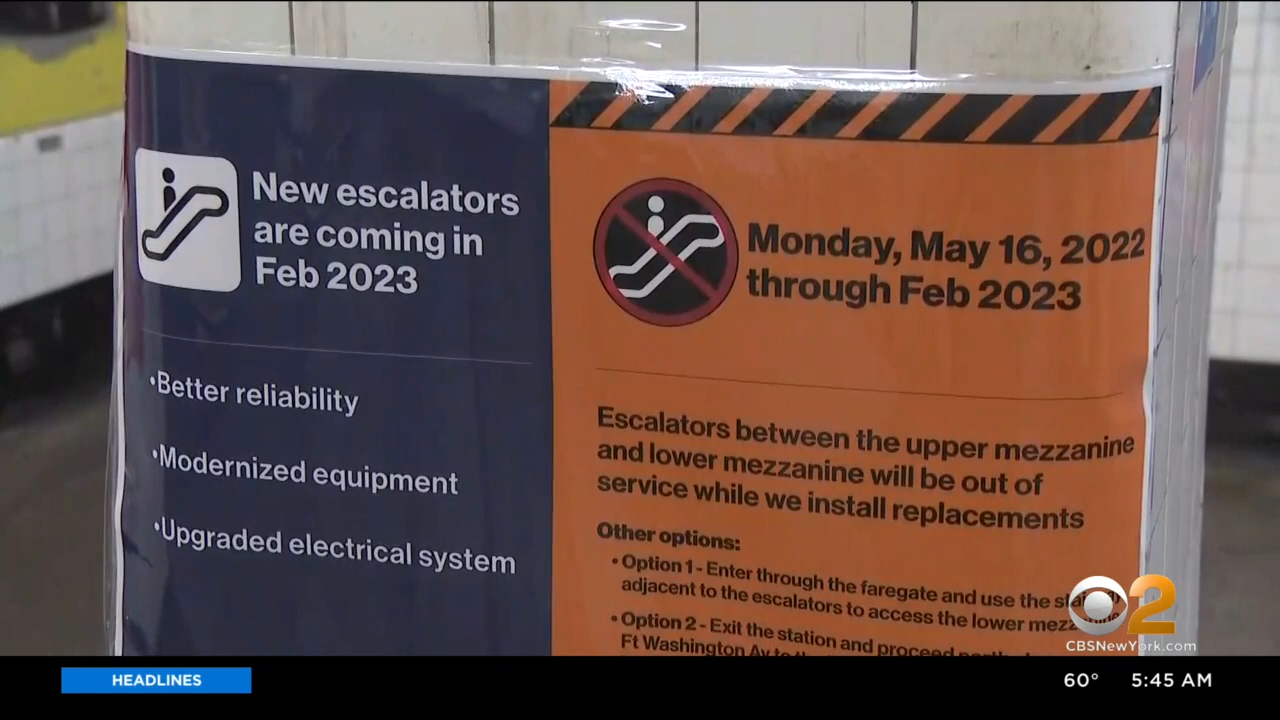 New escalators
are coming in
Feb 2023
•Better reliability
•Modernized equipment
•Upgraded electrical system
Monday, May 16, 2022
through Feb 2023
Escalators between the upper mezzanine
and lower mezzanine will be out of
service while we install replacements
Other options:
• Option 1 - Enter through the faregate and use the
adjacent to the escalators to access the lower
• Option 2 - Exit the station and proceed
Ft Washington Av to
2
CBSNewYork.com
HEADLINES
60° 5:45 AM